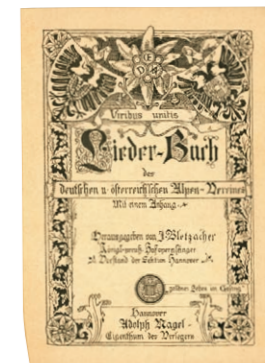 Viribus unitis
Lieder-Buch
der
deutschen u. österreichischen Alpen-Vereines
Mit einem Anhang
Herausgegeben von J. Bletzacher
Königl. preuß. Hofopernsänger
Vorstand der Sektion Hannover
Hannover
Adolph Nagel
Eigenthum des Verlegers